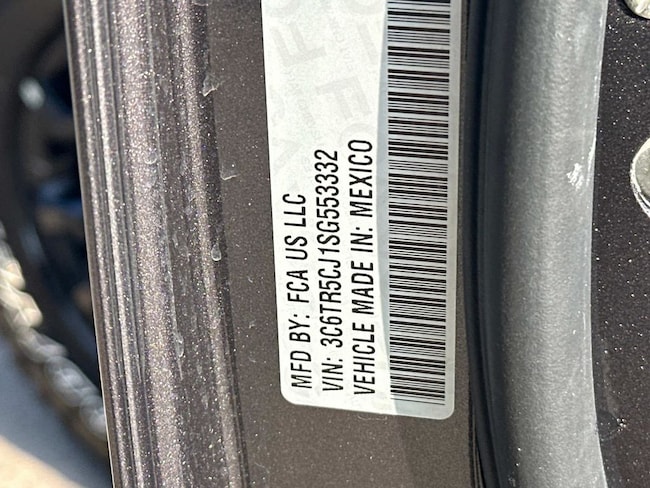 MFD BY: FCA US LLC
VIN: 3C6TR5CJ1SG553332
VEHICLE MADE IN: MEXICO